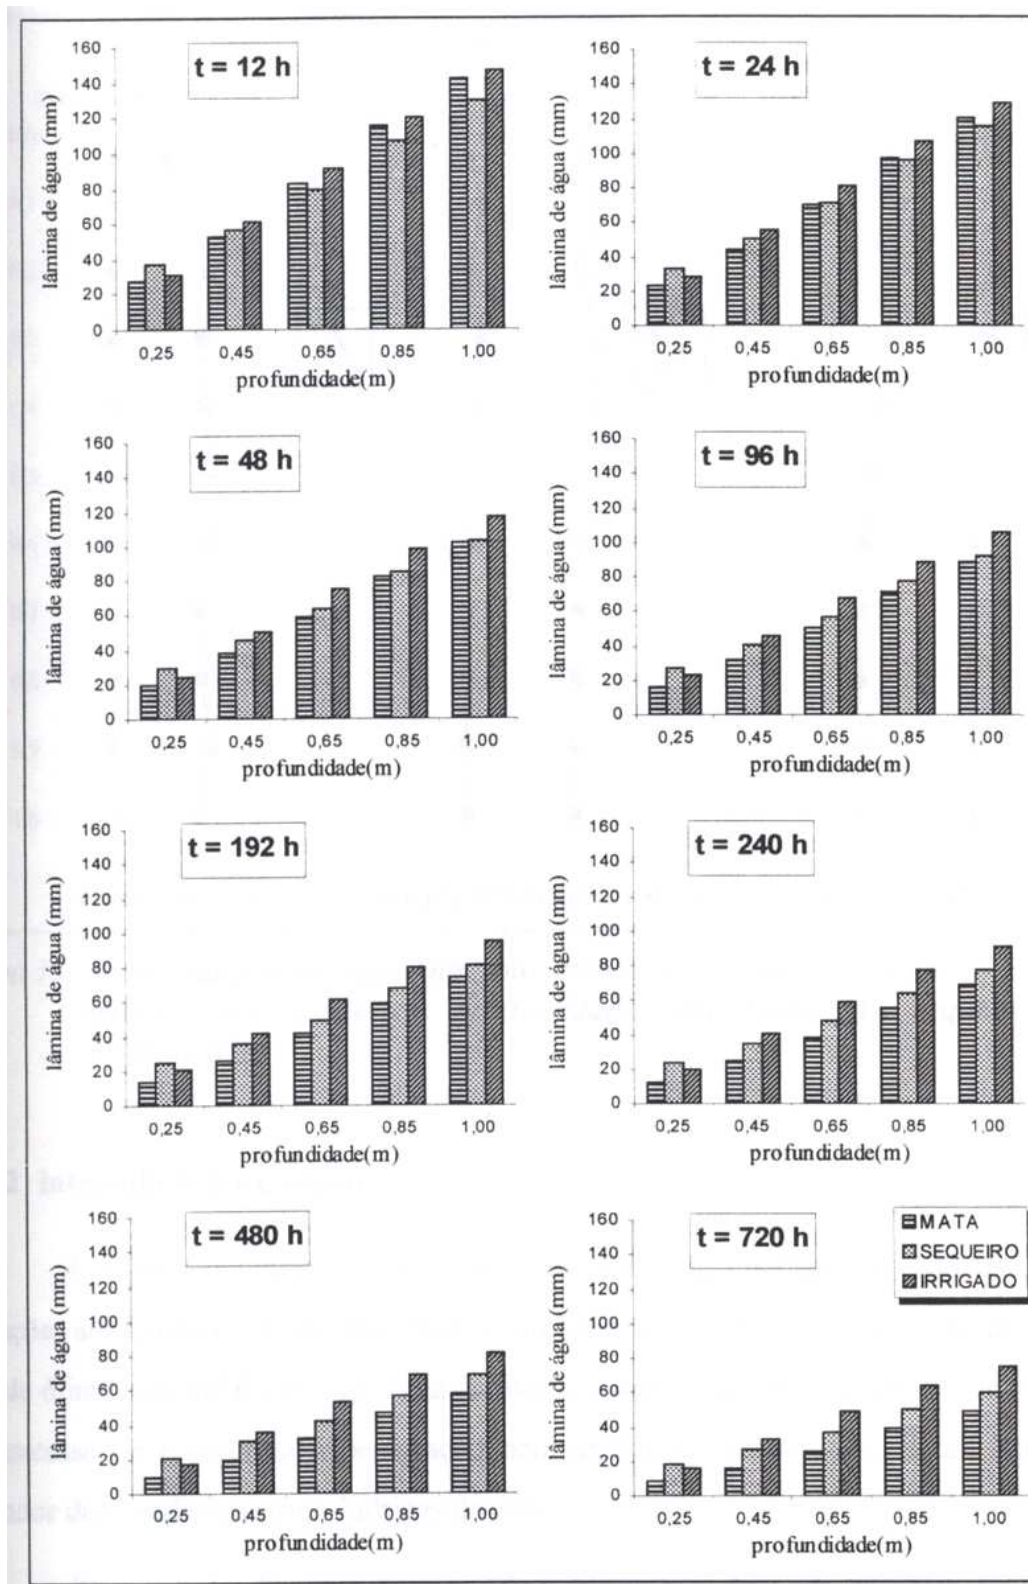 t = 12 h
lâmina de água (mm)
160
140
120
100
80
60
40
20
0
0,25 0,45 0,65 0,85 1,00
profundidade(m)
t = 24 h
lâmina de água (mm)
160
140
120
100
80
60
40
20
0
0,25 0,45 0,65 0,85 1,00
profundidade(m)
t = 48 h
lâmina de água (mm)
160
140
120
100
80
60
40
20
0
0,25 0,45 0,65 0,85 1,00
profundidade(m)
t = 96 h
lâmina de água (mm)
160
140
120
100
80
60
40
20
0
0,25 0,45 0,65 0,85 1,00
profundidade(m)
t = 192 h
lâmina de água (mm)
160
140
120
100
80
60
40
20
0
0,25 0,45 0,65 0,85 1,00
profundidade(m)
t = 240 h
lâmina de água (mm)
160
140
120
100
80
60
40
20
0
0,25 0,45 0,65 0,85 1,00
profundidade(m)
t = 480 h
lâmina de água (mm)
160
140
120
100
80
60
40
20
0
0,25 0,45 0,65 0,85 1,00
profundidade(m)
t = 720 h
MATA
SEQUEIRO
IRRIGADO
lâmina de água (mm)
160
140
120
100
80
60
40
20
0
0,25 0,45 0,65 0,85 1,00
profundidade(m)